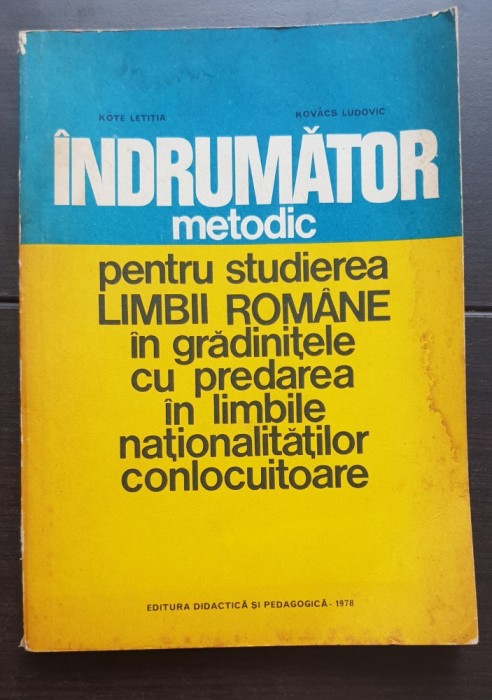 KÖTE LETIȚIA
KOVÁCS LUDOVIC
ÎNDRUMĂTOR
metodic
pentru studierea
LIMBII ROMÂNE
în grădinițele
cu predarea
în limbile
naționalităților
conlocuitoare
EDITURA DIDACTICĂ ȘI PEDAGOGICĂ - 1978